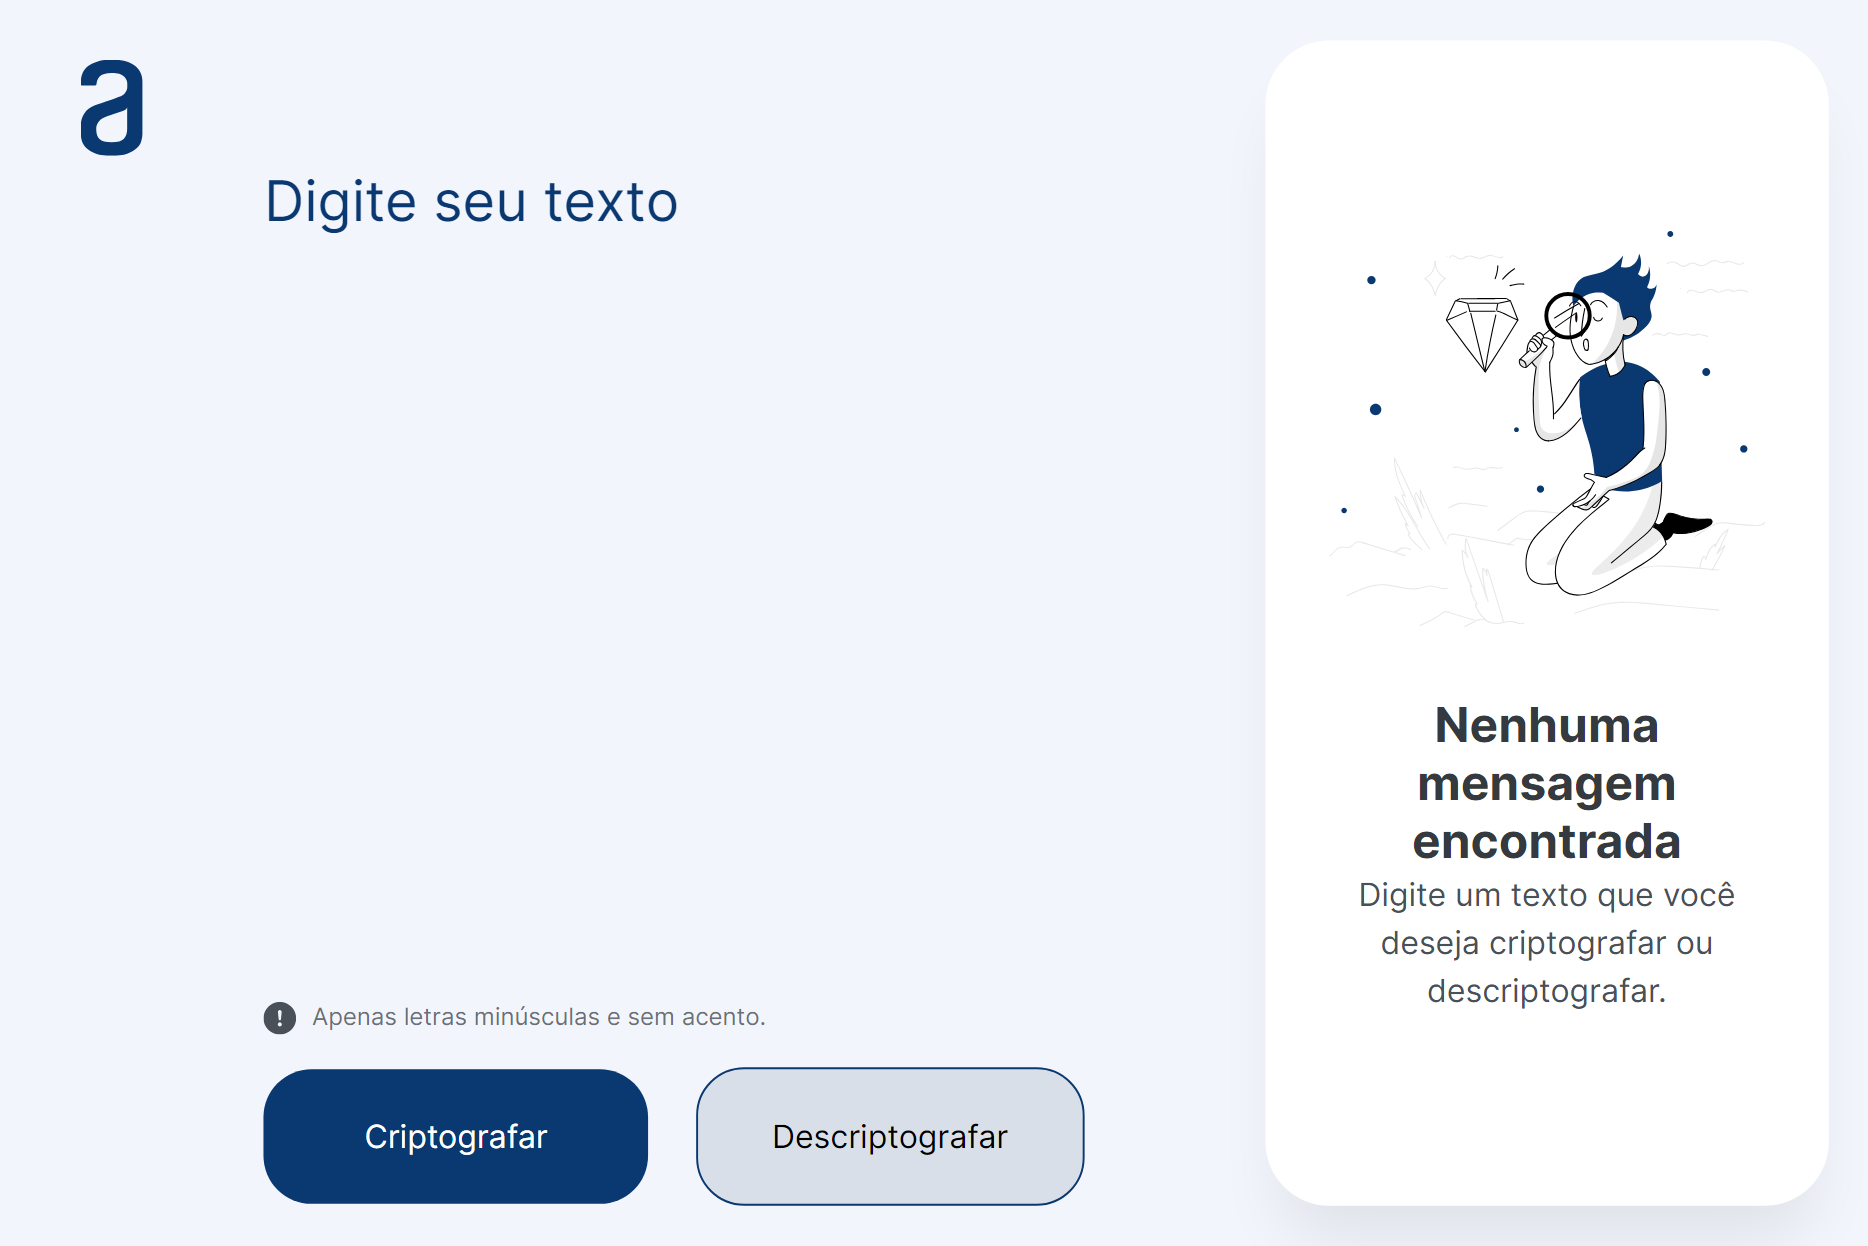 a
Digite seu texto
Apenas letras minúsculas e sem acento.
Criptografar
Descriptografar
Nenhuma
mensagem
encontrada
Digite um texto que você
deseja criptografar ou
descriptografar.